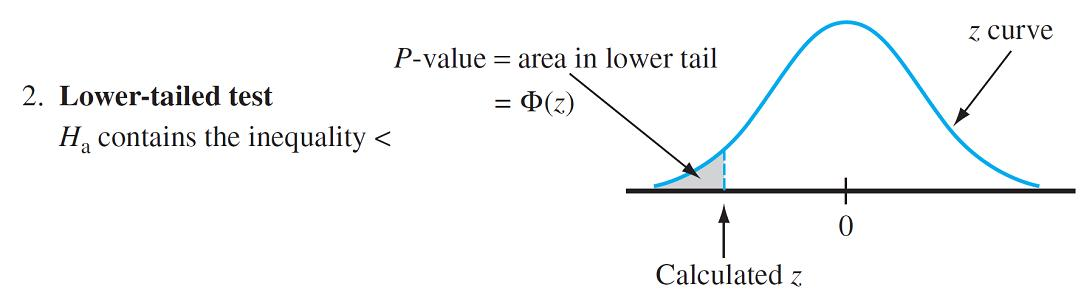 2. Lower-tailed test
Hₐ contains the inequality <
P-value = area in lower tail
= Φ(z)
z curve
0
Calculated z